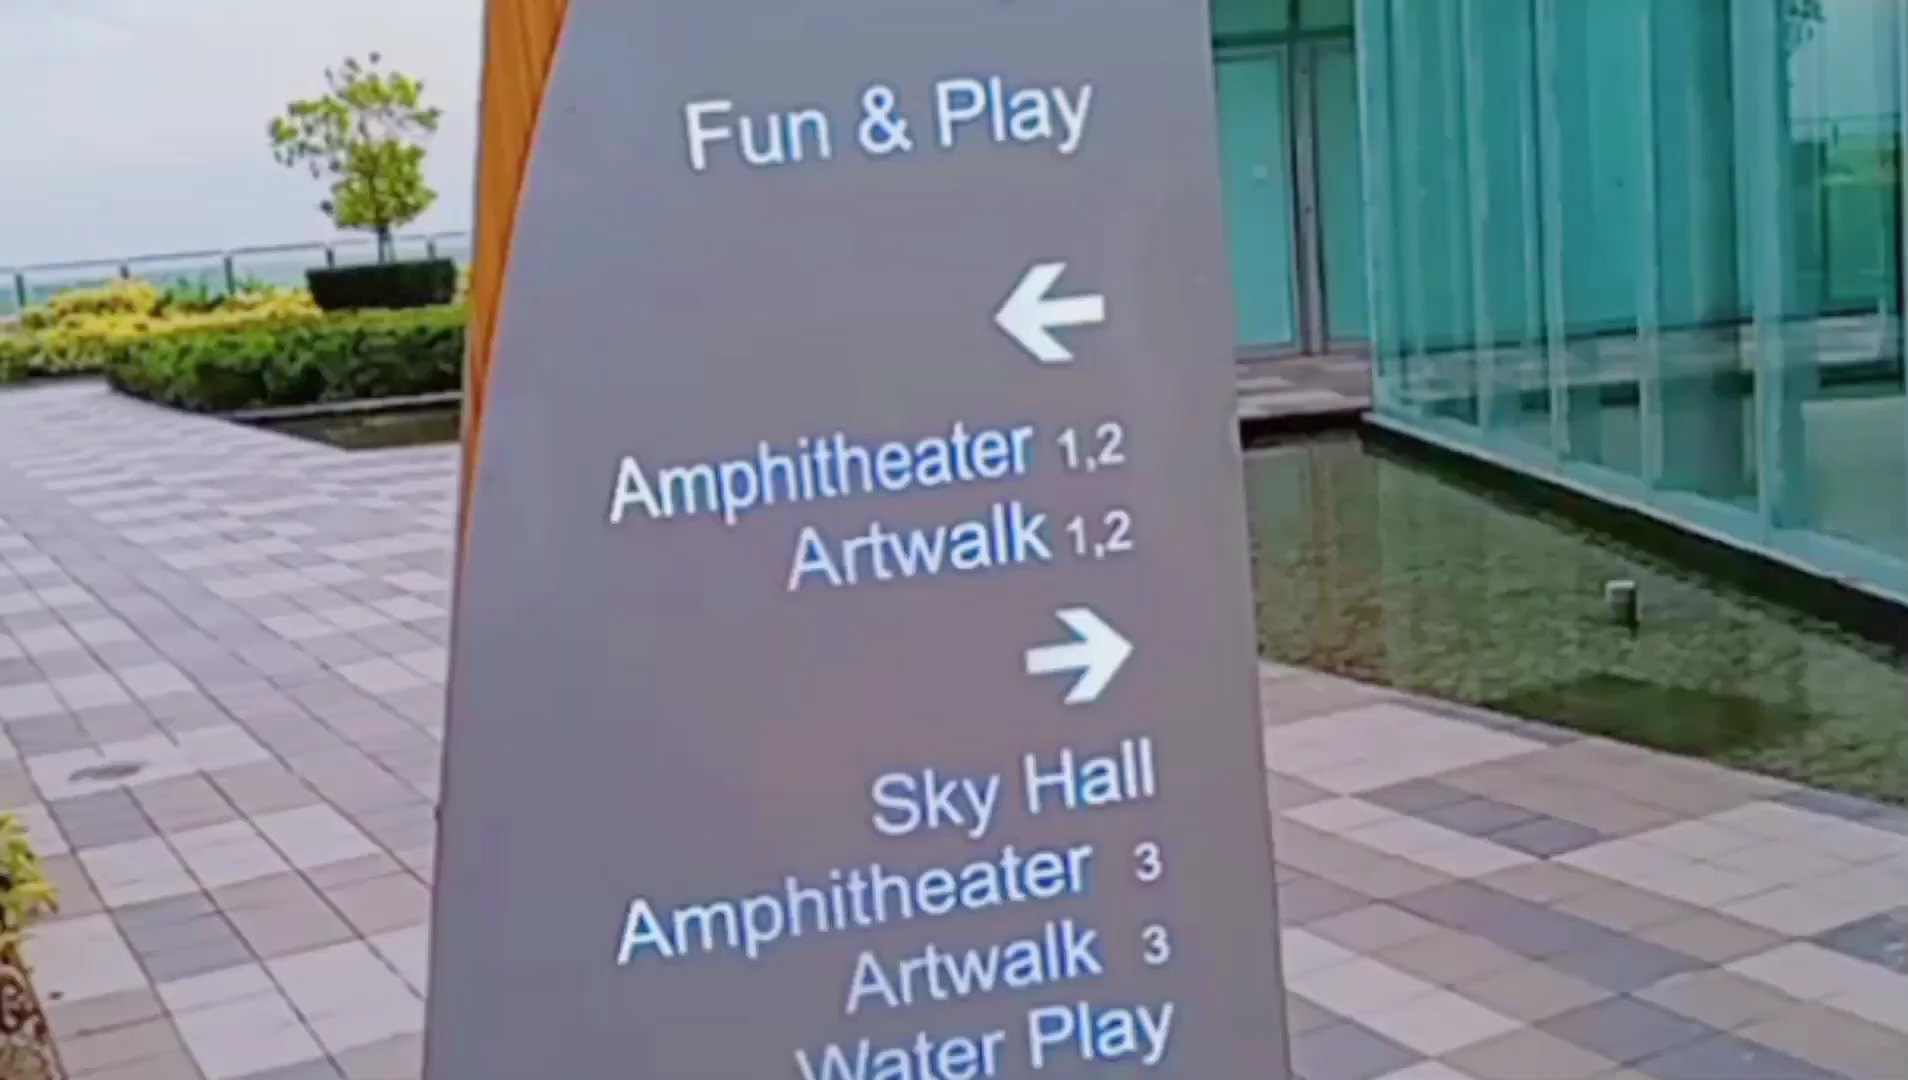 Fun & Play
Amphitheater 1,2
Artwalk 1,2
Sky Hall
Amphitheater 3
Artwalk 3
Water Play